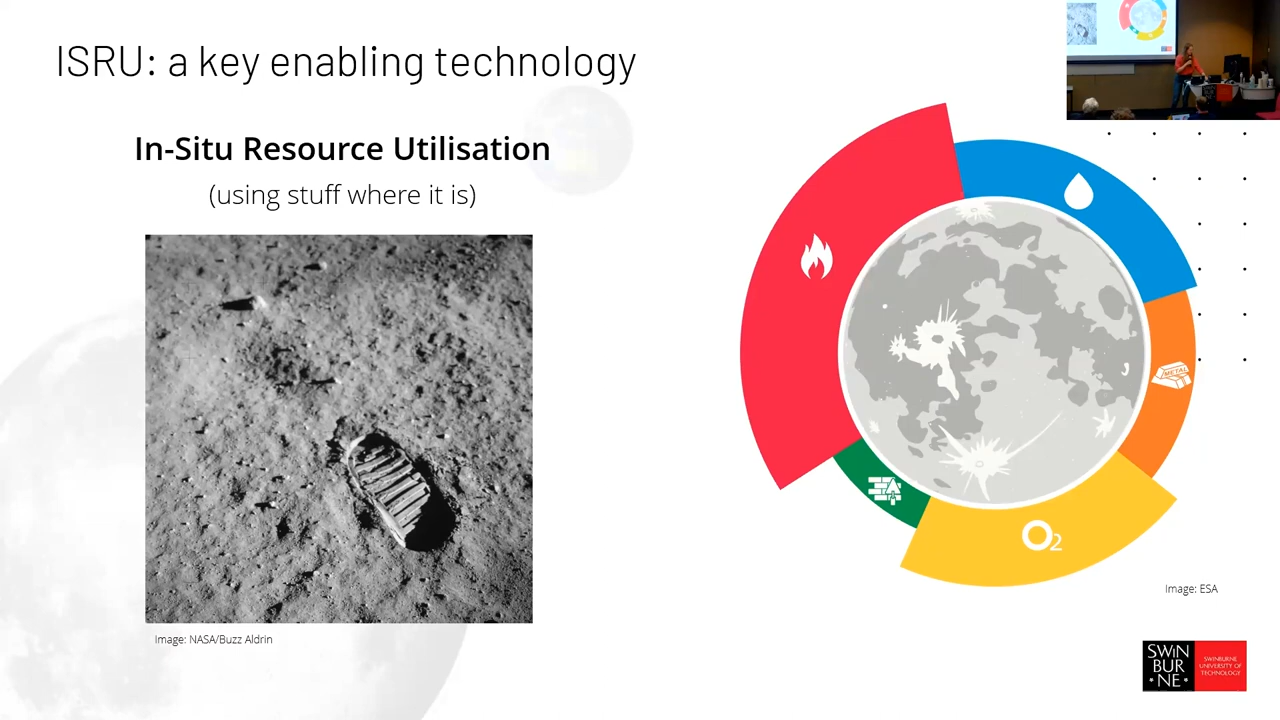 ISRU: a key enabling technology
In-Situ Resource Utilisation
(using stuff where it is)
Image: NASA/Buzz Aldrin
METAL
O2
Image: ESA
SWIN
BUR
NE
SWINBURNE
UNIVERSITY OF
TECHNOLOGY